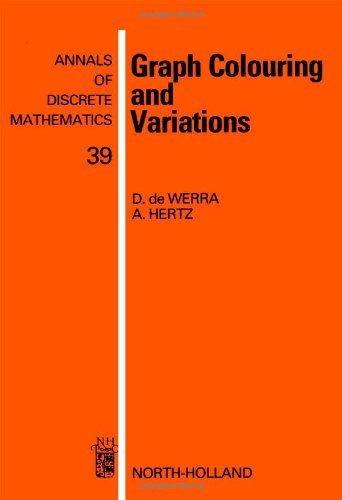 ANNALS
OF
DISCRETE
MATHEMATICS
39
Graph Colouring
and
Variations
D. de WERRA
A. HERTZ
NORTH-HOLLAND